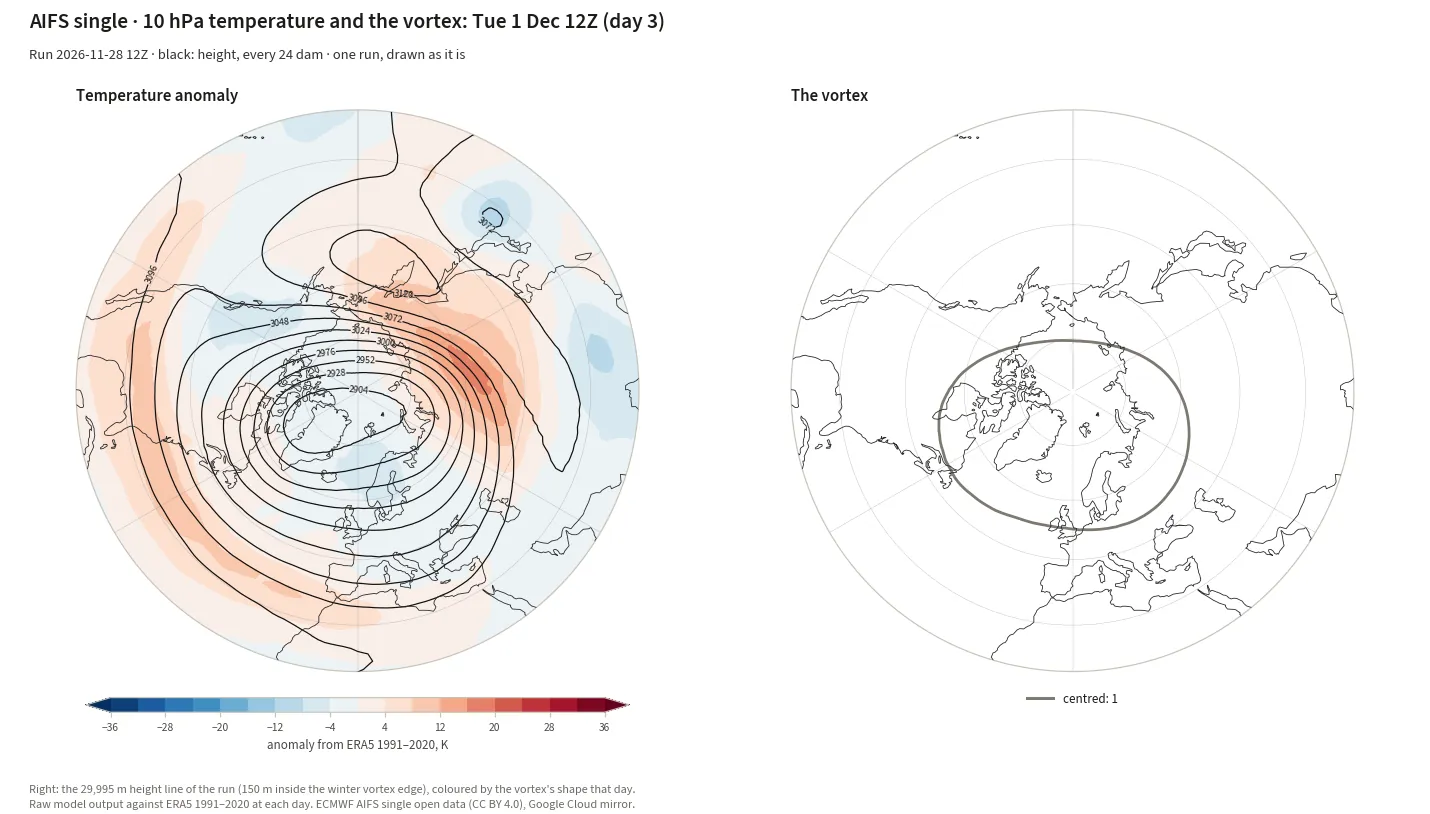 AIFS single · 10 hPa temperature and the vortex: Tue 1 Dec 12Z (day 3)
Run 2026-11-28 12Z · black: height, every 24 dam · one run, drawn as it is
Temperature anomaly
The vortex
3072
3096
3096
3120
3072
3048
3024
3000
2976
2952
2928
2904
centred: 1
−36
−28
−20
−12
−4
4
12
20
28
36
anomaly from ERA5 1991–2020, K
Right: the 29,995 m height line of the run (150 m inside the winter vortex edge), coloured by the vortex's shape that day.
Raw model output against ERA5 1991–2020 at each day. ECMWF AIFS single open data (CC BY 4.0), Google Cloud mirror.